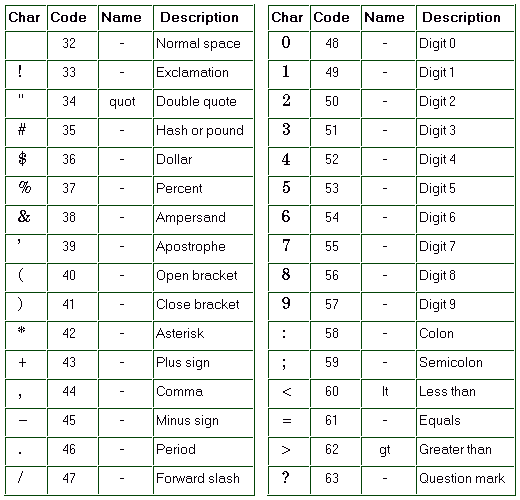 Char Code Name Description
32 - Normal space
! 33 - Exclamation
" 34 quot Double quote
# 35 - Hash or pound
$ 36 - Dollar
% 37 - Percent
& 38 - Ampersand
’ 39 - Apostrophe
( 40 - Open bracket
) 41 - Close bracket
* 42 - Asterisk
+ 43 - Plus sign
, 44 - Comma
− 45 - Minus sign
. 46 - Period
/ 47 - Forward slash
Char Code Name Description
0 48 - Digit 0
1 49 - Digit 1
2 50 - Digit 2
3 51 - Digit 3
4 52 - Digit 4
5 53 - Digit 5
6 54 - Digit 6
7 55 - Digit 7
8 56 - Digit 8
9 57 - Digit 9
: 58 - Colon
; 59 - Semicolon
< 60 lt Less than
= 61 - Equals
> 62 gt Greater than
? 63 - Question mark